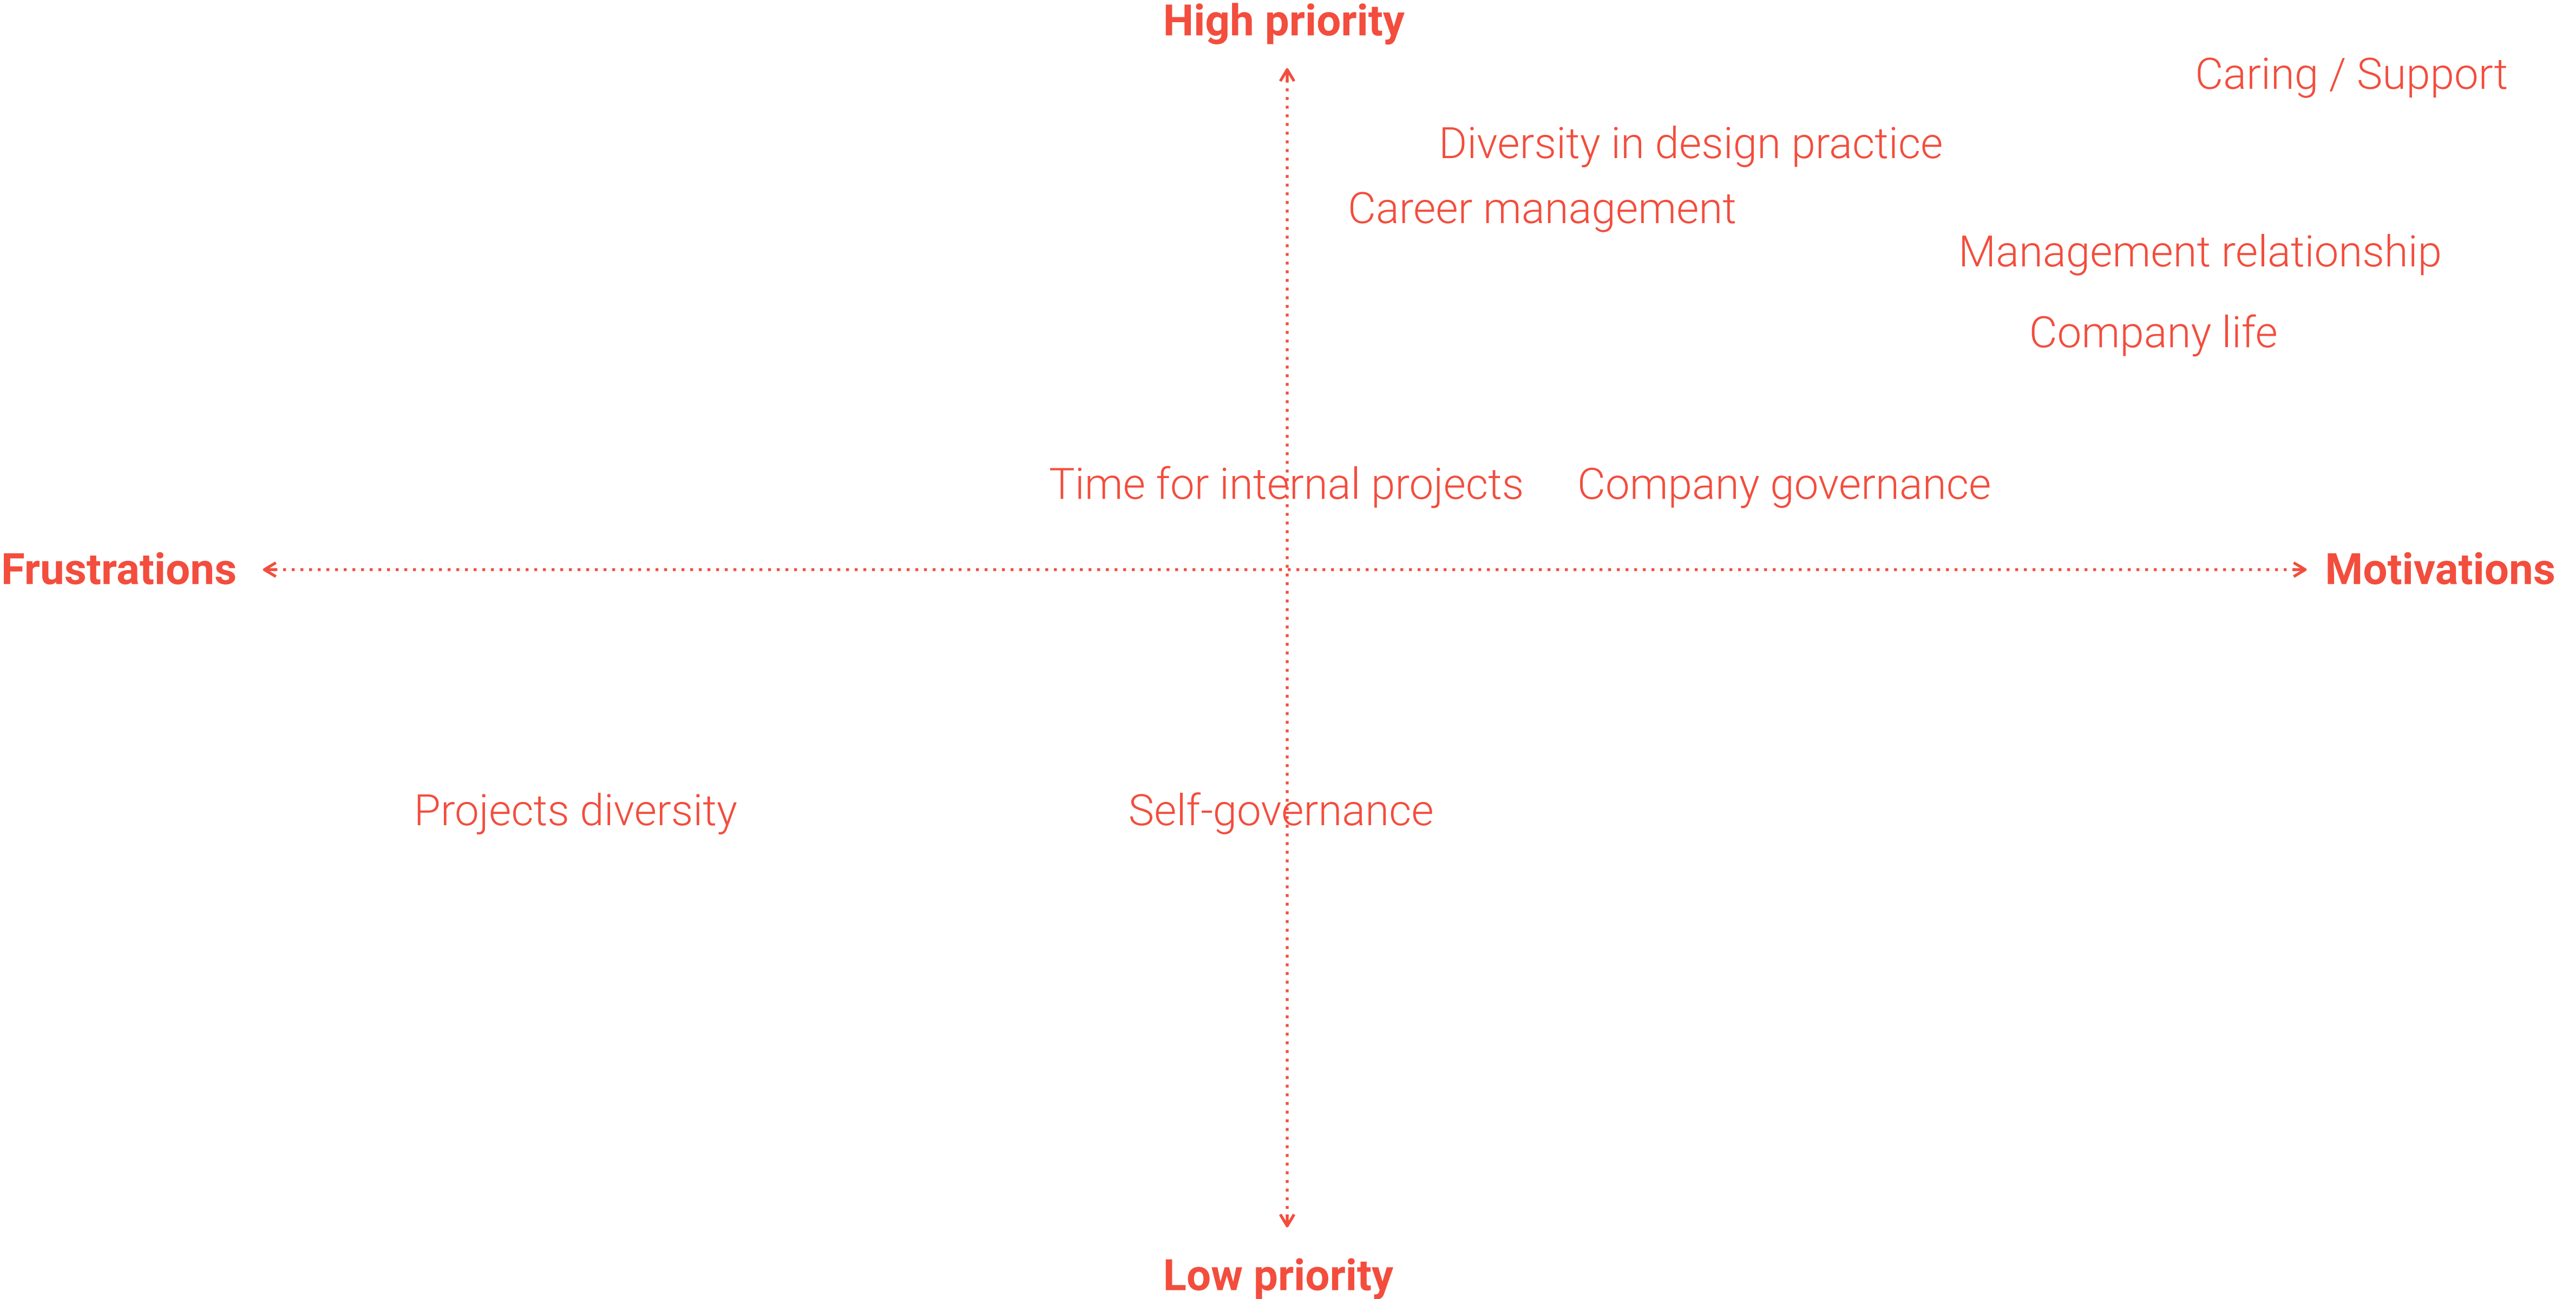 High priority
Caring / Support
Diversity in design practice
Career management
Management relationship
Company life
Time for internal projects
Company governance
Frustrations
Motivations
Projects diversity
Self-governance
Low priority